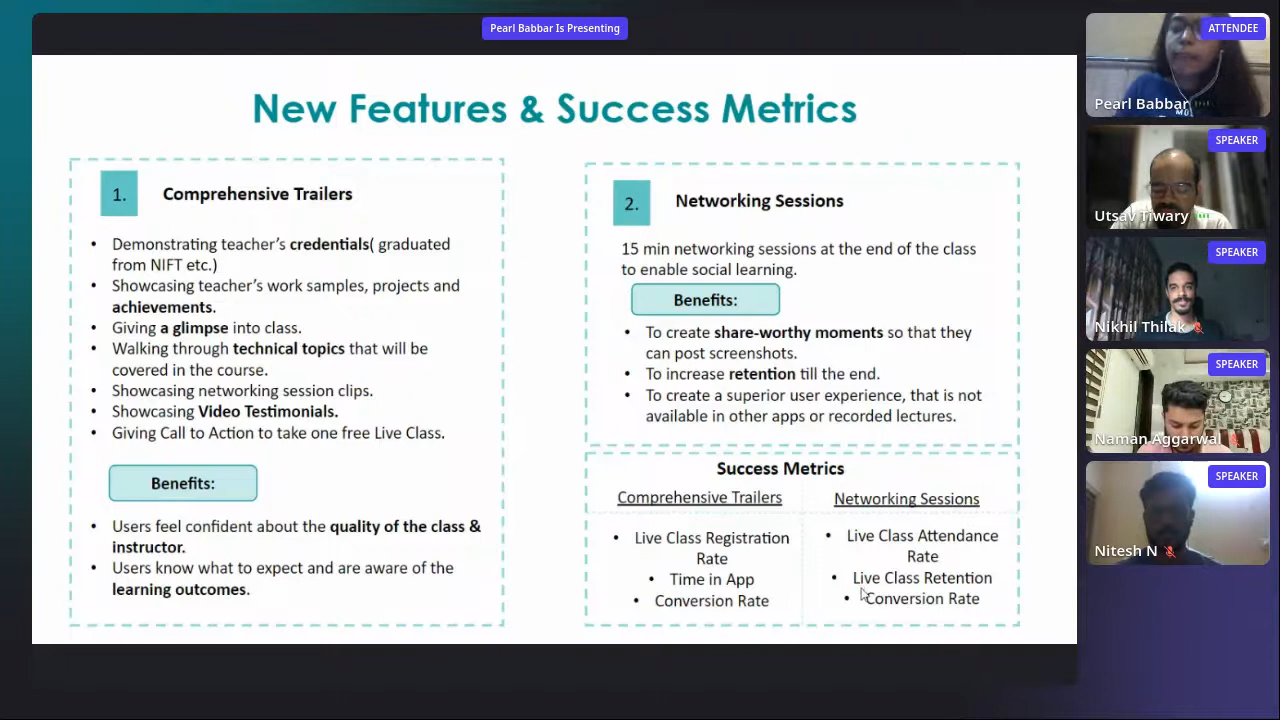 Pearl Babbar Is Presenting
New Features & Success Metrics
1.
Comprehensive Trailers
• Demonstrating teacher's credentials( graduated
from NIFT etc.)
• Showcasing teacher's work samples, projects and
achievements.
• Giving a glimpse into class.
• Walking through technical topics that will be
covered in the course.
• Showcasing networking session clips.
• Showcasing Video Testimonials.
• Giving Call to Action to take one free Live Class.
Benefits:
• Users feel confident about the quality of the class &
instructor.
• Users know what to expect and are aware of the
learning outcomes.
2.
Networking Sessions
15 min networking sessions at the end of the class
to enable social learning.
Benefits:
• To create share-worthy moments so that they
can post screenshots.
• To increase retention till the end.
• To create a superior user experience, that is not
available in other apps or recorded lectures.
Success Metrics
Comprehensive Trailers
• Live Class Registration
Rate
• Time in App
• Conversion Rate
Networking Sessions
• Live Class Attendance
Rate
• Live Class Retention
• Conversion Rate
ATTENDEE
Pearl Babbar
SPEAKER
Utsav Tiwary
SPEAKER
Nikhil Thilak
SPEAKER
Naman Aggarwal
SPEAKER
Nitesh N